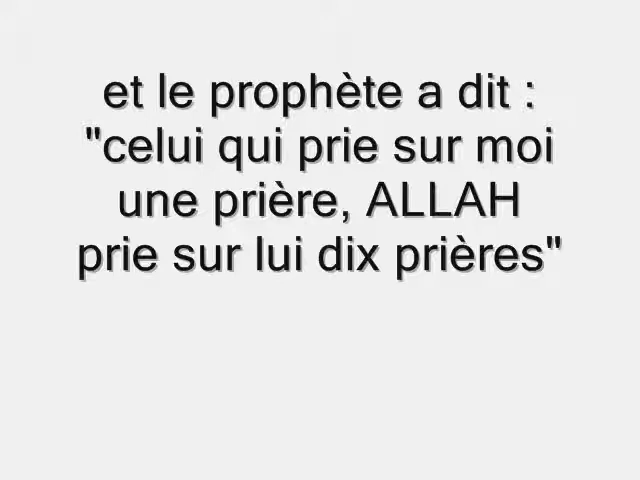 et le prophète a dit :
"celui qui prie sur moi
une prière, ALLAH
prie sur lui dix prières"